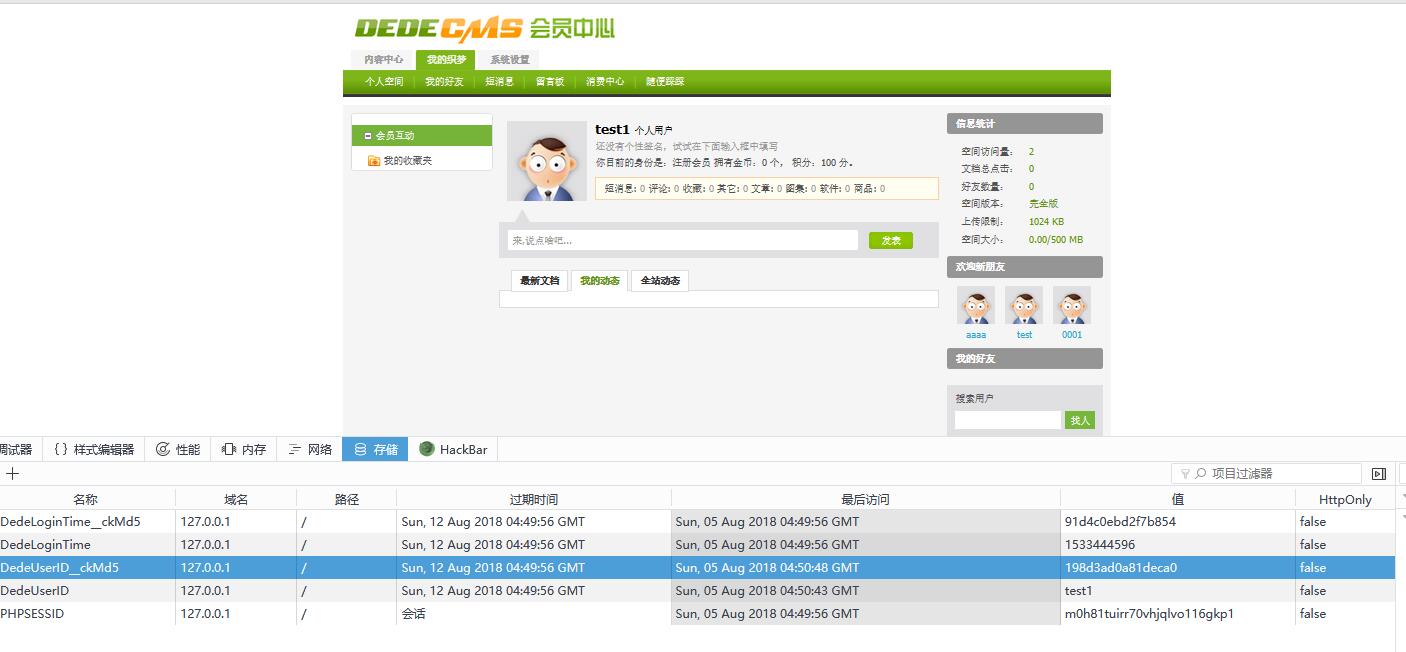 DEDECMS 会员中心
内容中心 我的织梦 系统设置
个人空间 我的好友 短消息 留言板 消费中心 随便踩踩
会员互动
我的收藏夹
test1 个人用户
还没有个性签名，试试在下面输入框中填写
你目前的身份是：注册会员 拥有金币：0 个， 积分：100 分。
短消息: 0 评论: 0 收藏: 0 其它: 0 文章: 0 图集: 0 软件: 0 商品: 0
来,说点啥吧...
发表
最新文档 我的动态 全站动态
信息统计
空间访问量： 2
文档总点击： 0
好友数量： 0
空间版本： 完全版
上传限制： 1024 KB
空间大小： 0.00/500 MB
欢迎新朋友
aaaa test 0001
我的好友
搜索用户
找人
调试器 {} 样式编辑器 性能 内存 网络 存储 HackBar
项目过滤器
名称 域名 路径 过期时间 最后访问 值 HttpOnly
DedeLoginTime__ckMd5 127.0.0.1 / Sun, 12 Aug 2018 04:49:56 GMT Sun, 05 Aug 2018 04:49:56 GMT 91d4c0ebd2f7b854 false
DedeLoginTime 127.0.0.1 / Sun, 12 Aug 2018 04:49:56 GMT Sun, 05 Aug 2018 04:49:56 GMT 1533444596 false
DedeUserID__ckMd5 127.0.0.1 / Sun, 12 Aug 2018 04:49:56 GMT Sun, 05 Aug 2018 04:50:48 GMT 198d3ad0a81deca0 false
DedeUserID 127.0.0.1 / Sun, 12 Aug 2018 04:49:56 GMT Sun, 05 Aug 2018 04:50:43 GMT test1 false
PHPSESSID 127.0.0.1 / 会话 Sun, 05 Aug 2018 04:49:56 GMT m0h81tuirr70vhjqlvo116gkp1 false